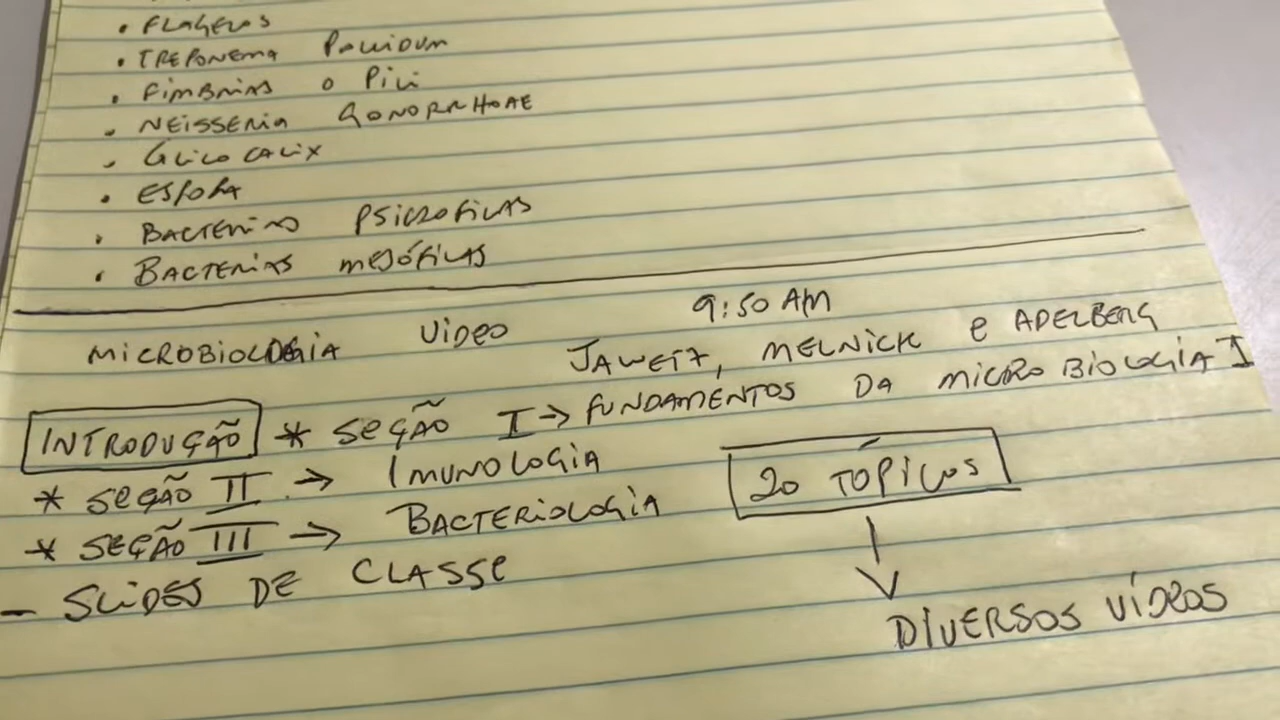 • FLAGELOS
• TREPONEMA PALLIDUM
• FIMBRIAS O PILI
• NEISSERIA GONORRHOAE
• GLICOCALIX
• ESPORA
• BACTERIAS PSICROFILAS
• BACTERIAS MESÓFILAS
9:50 AM
MICROBIOLOGIA VIDEO
JAWETZ, MELNICK e ADELBERG
INTRODUÇÃO * SEÇÃO I → FUNDAMENTOS DA MICROBIOLOGIA I
* SEÇÃO II → IMUNOLOGIA
20 TÓPICOS
* SEÇÃO III → BACTERIOLOGIA
- SLIDES DE CLASSE
DIVERSOS VÍDEOS